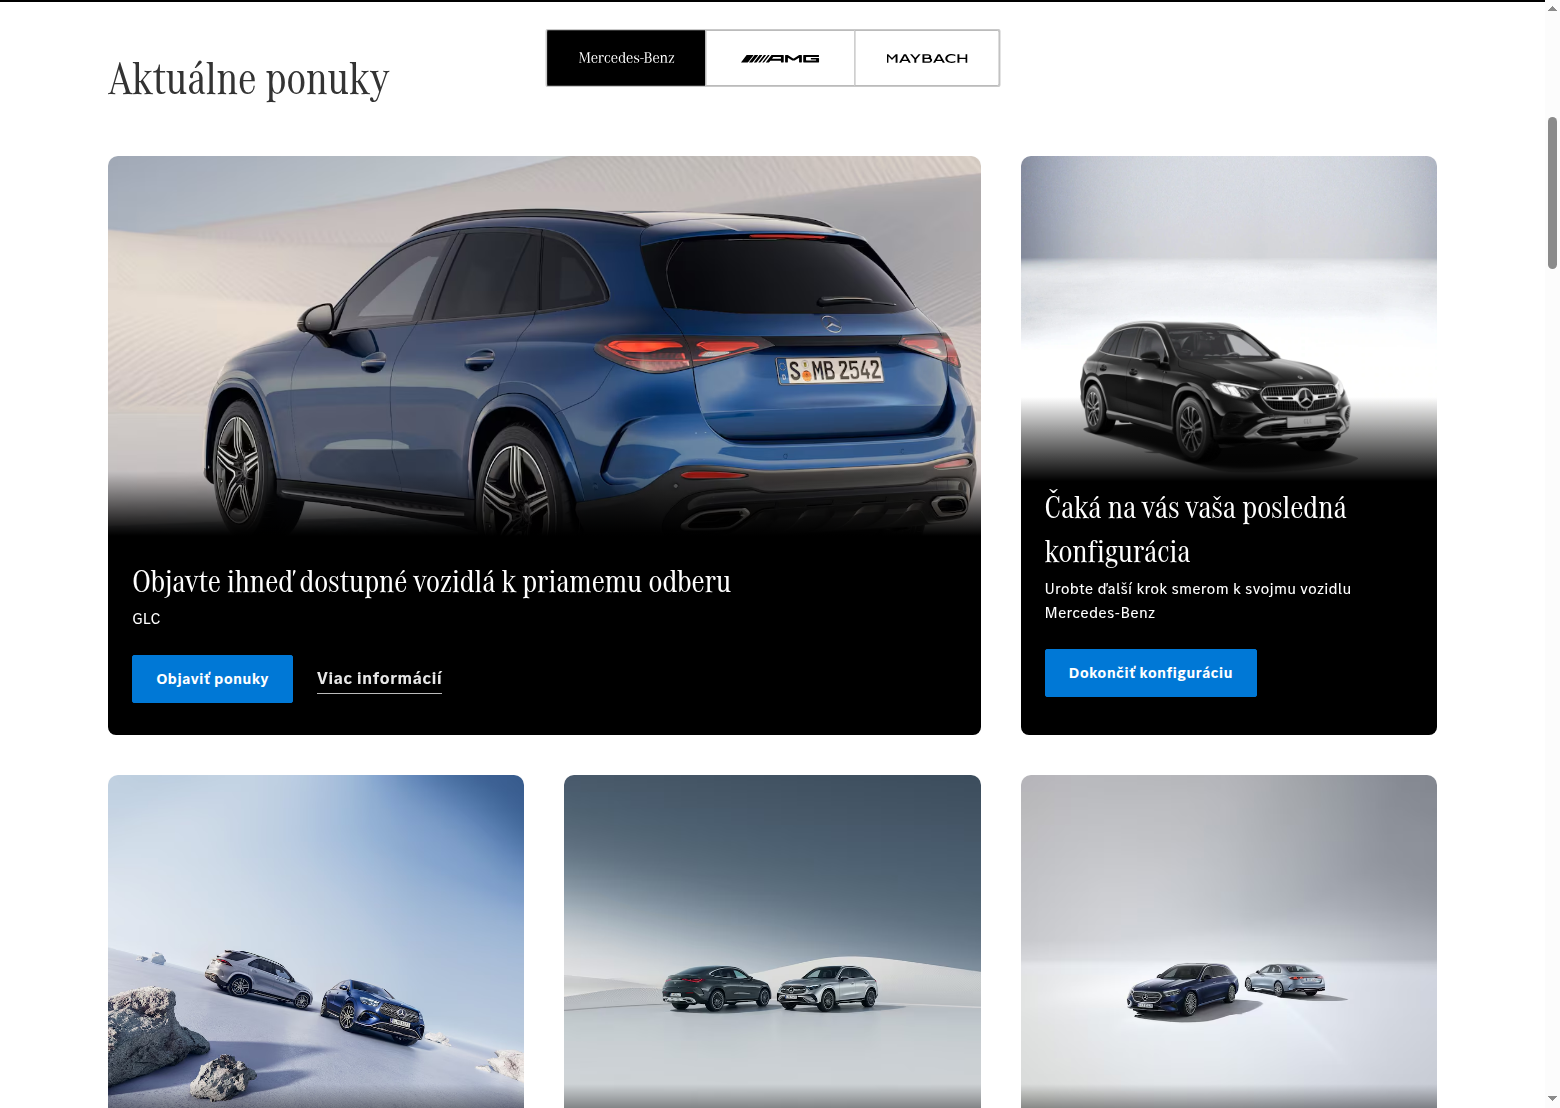 Aktuálne ponuky
Mercedes-Benz
AMG
MAYBACH
S MB 2542
Objavte ihneď dostupné vozidlá k priamemu odberu
GLC
Objaviť ponuky
Viac informácií
Čaká na vás vaša posledná
konfigurácia
Urobte ďalší krok smerom k svojmu vozidlu
Mercedes-Benz
Dokončiť konfiguráciu